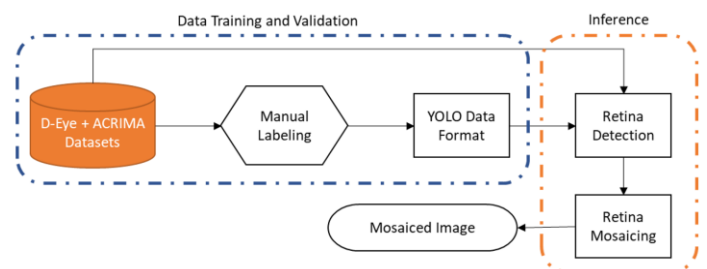 Data Training and Validation
Inference
D-Eye + ACRIMA
Datasets
Manual
Labeling
YOLO Data
Format
Retina
Detection
Mosaiced Image
Retina
Mosaicing